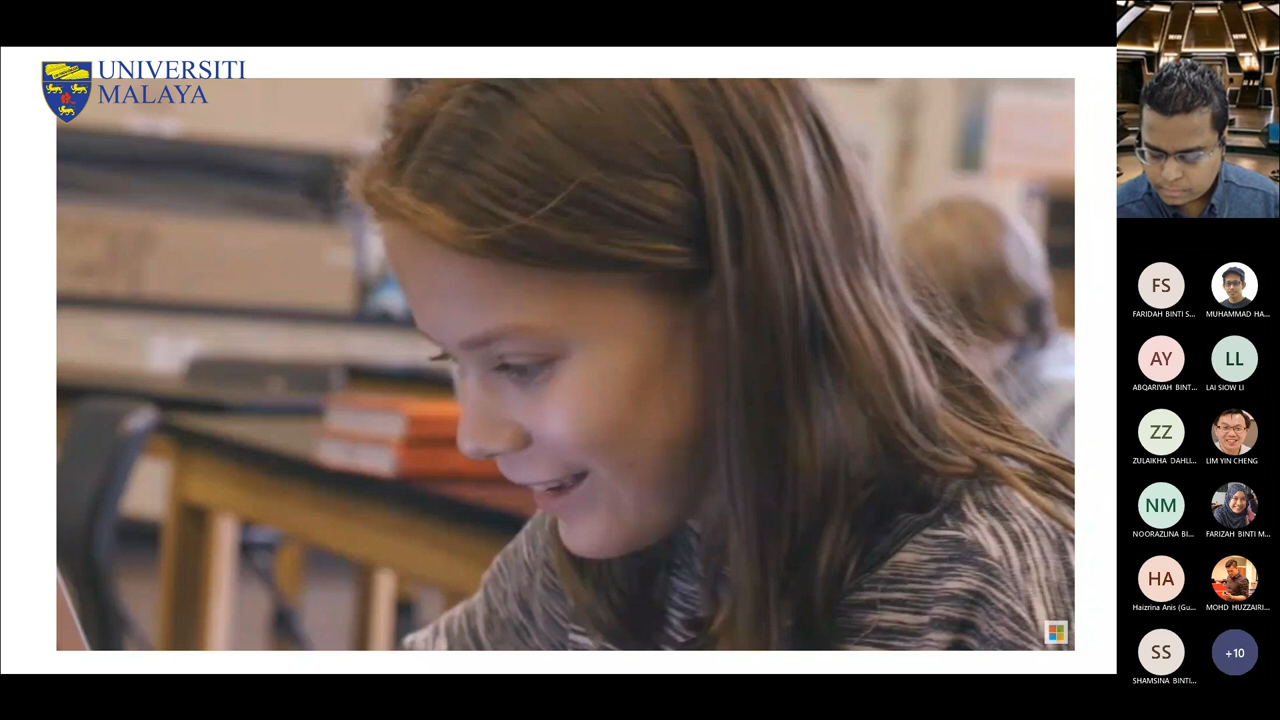 UNIVERSITI
MALAYA
FS
FARIDAH BINTI S...
MUHAMMAD HA...
AY
ABQARIYAH BINT...
LL
LAI SIOW LI
ZZ
ZULAIKHA DAHLI...
LIM YIN CHENG
NM
NOORAZLINA BI...
FARIZAH BINTI M...
HA
Haizrina Anis (Gu...
MOHD HUZZAIRI...
SS
SHAMSINA BINTI...
+10